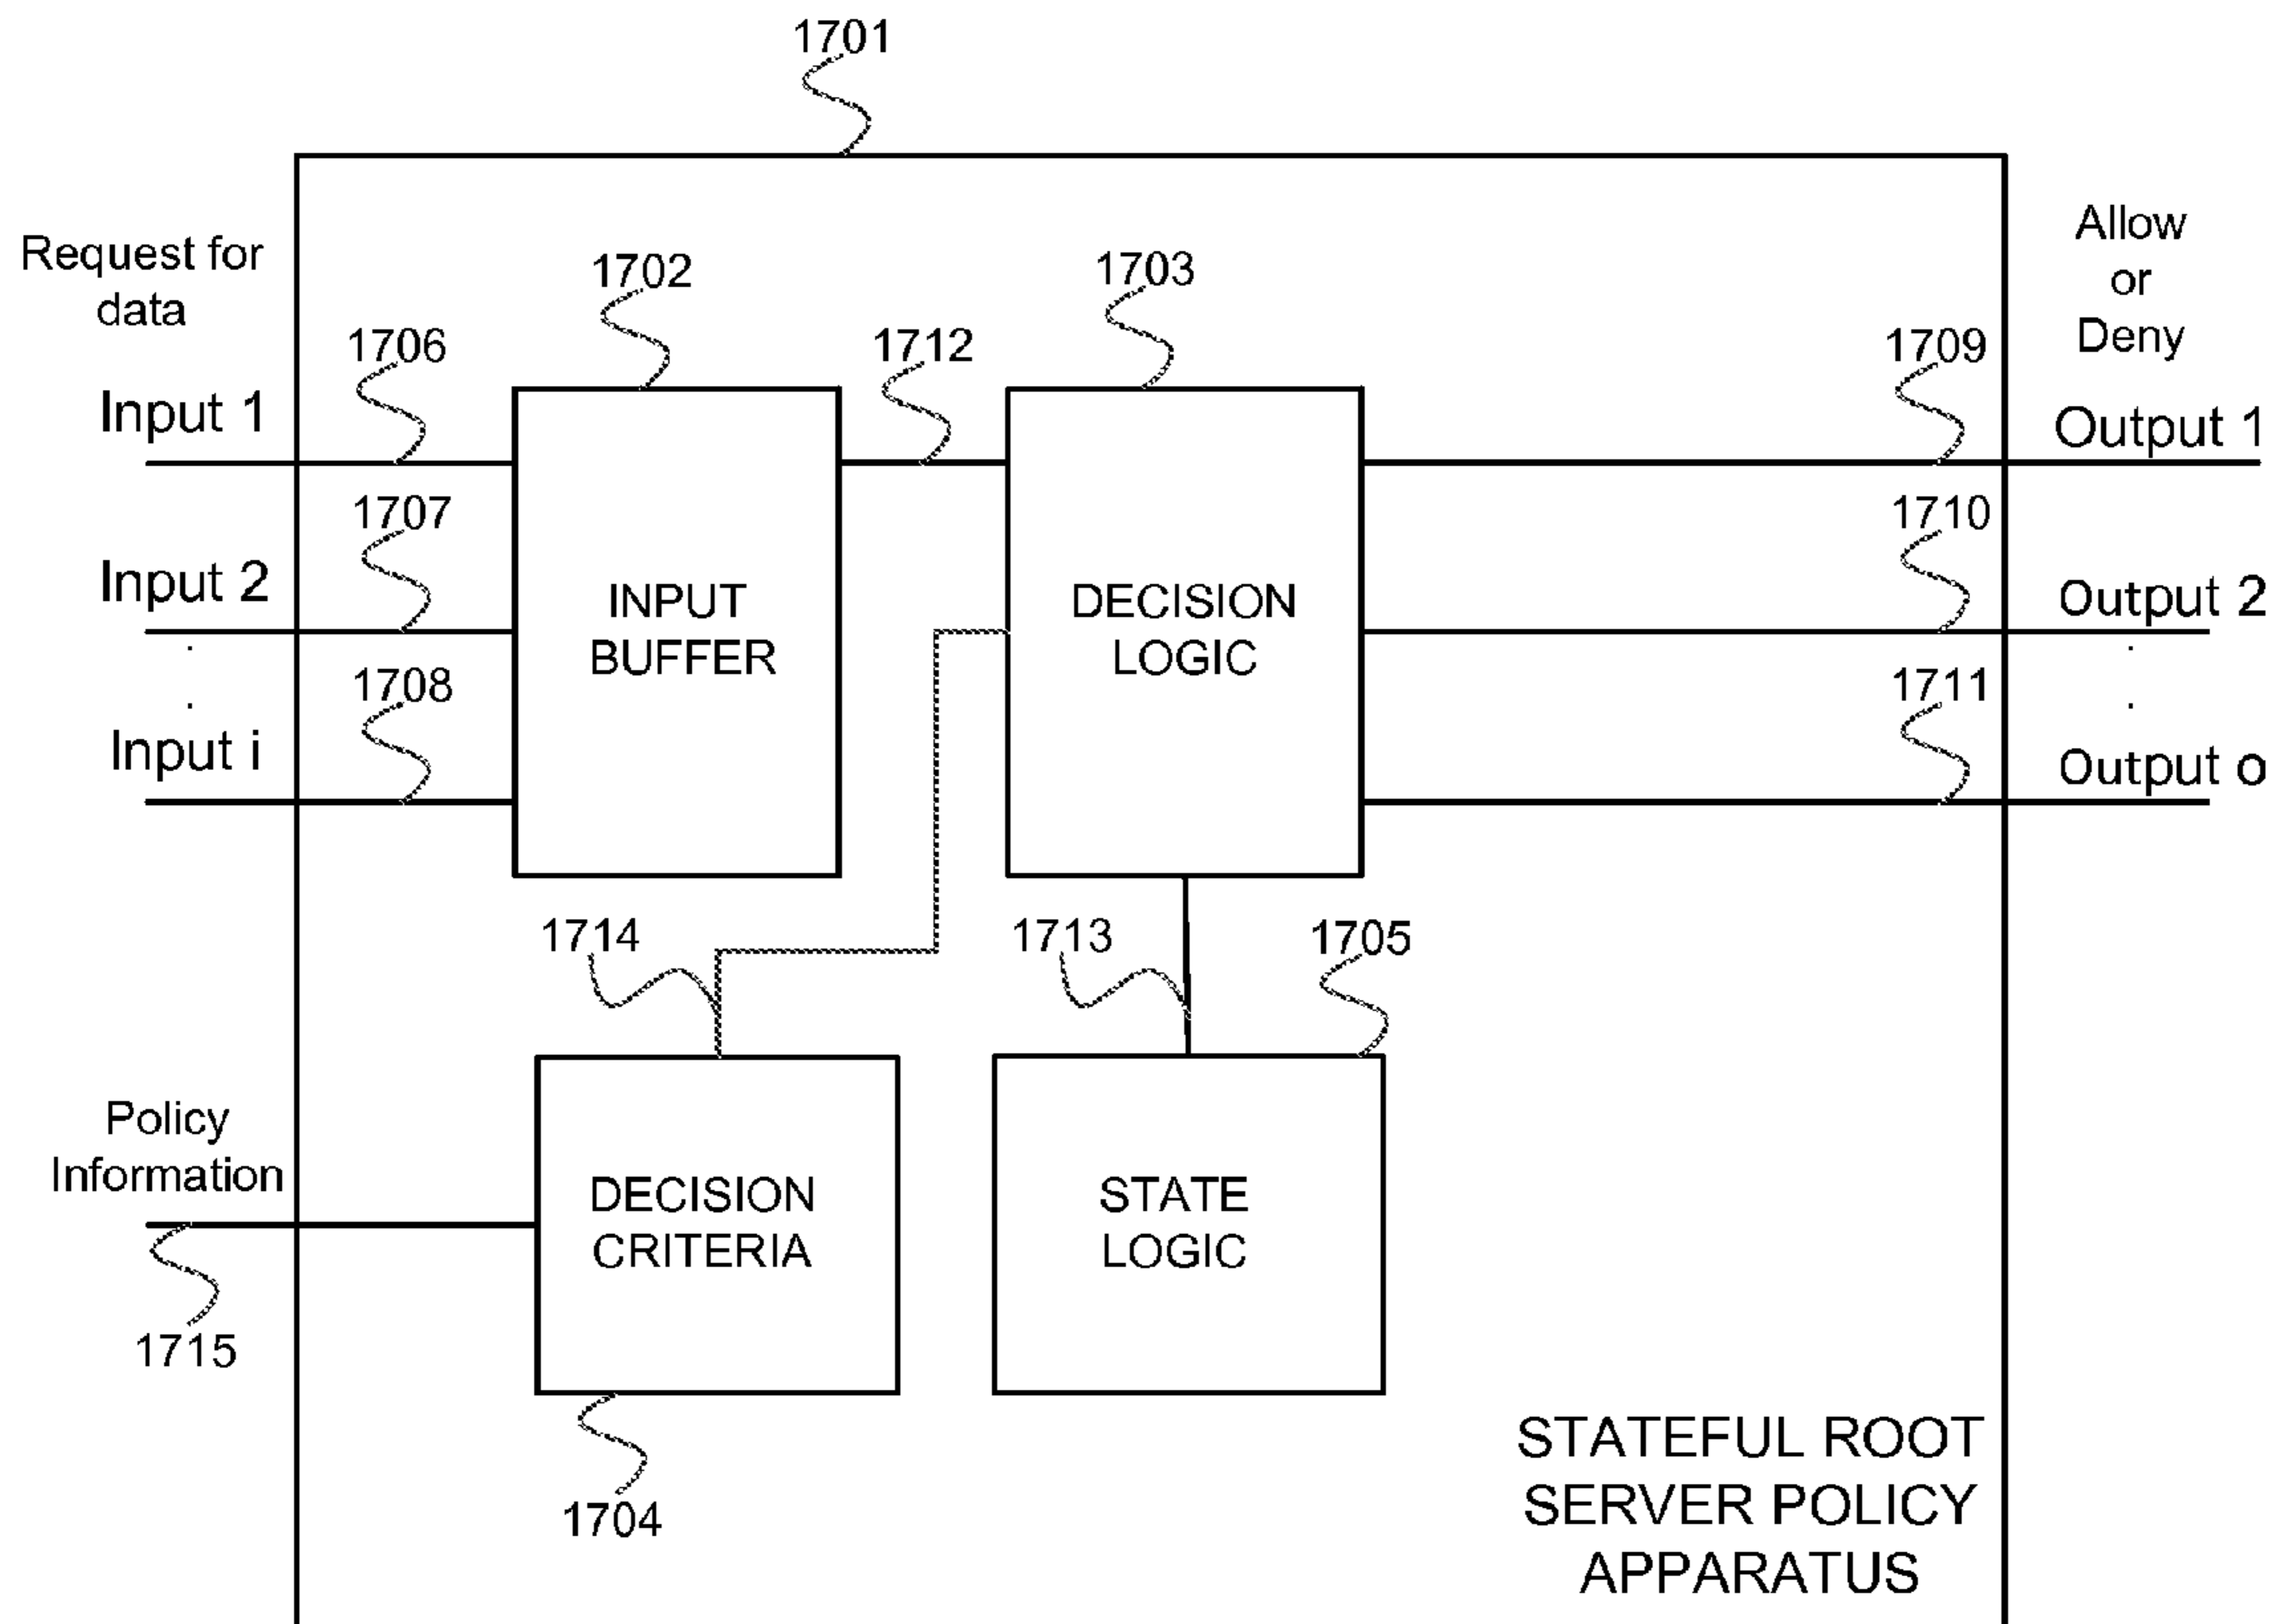 1701
Request for
data
Allow
or
Deny
1702
1703
1706
1712
1709
Input 1
Output 1
1707
1710
Input 2
Output 2
INPUT
BUFFER
DECISION
LOGIC
1708
1711
Input i
Output o
1714
1713
1705
Policy
Information
DECISION
CRITERIA
STATE
LOGIC
1715
1704
STATEFUL ROOT
SERVER POLICY
APPARATUS